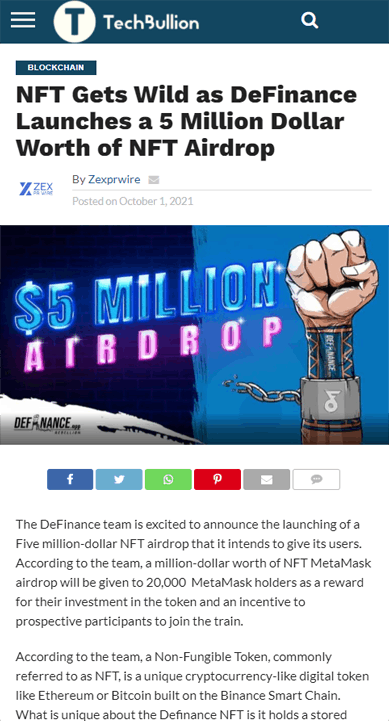 TechBullion
BLOCKCHAIN
NFT Gets Wild as DeFinance
Launches a 5 Million Dollar
Worth of NFT Airdrop
ZEX
PR WIRE
By Zexprwire
Posted on October 1, 2021
$5 MILLION
AIRDROP
DEFINANCE
DEFINANCE.app
REBELLION
The DeFinance team is excited to announce the launching of a
Five million-dollar NFT airdrop that it intends to give its users.
According to the team, a million-dollar worth of NFT MetaMask
airdrop will be given to 20,000  MetaMask holders as a reward
for their investment in the token and an incentive to
prospective participants to join the train.
According to the team, a Non-Fungible Token, commonly
referred to as NFT, is a unique cryptocurrency-like digital token
like Ethereum or Bitcoin built on the Binance Smart Chain.
What is unique about the Definance NFT is it holds a stored